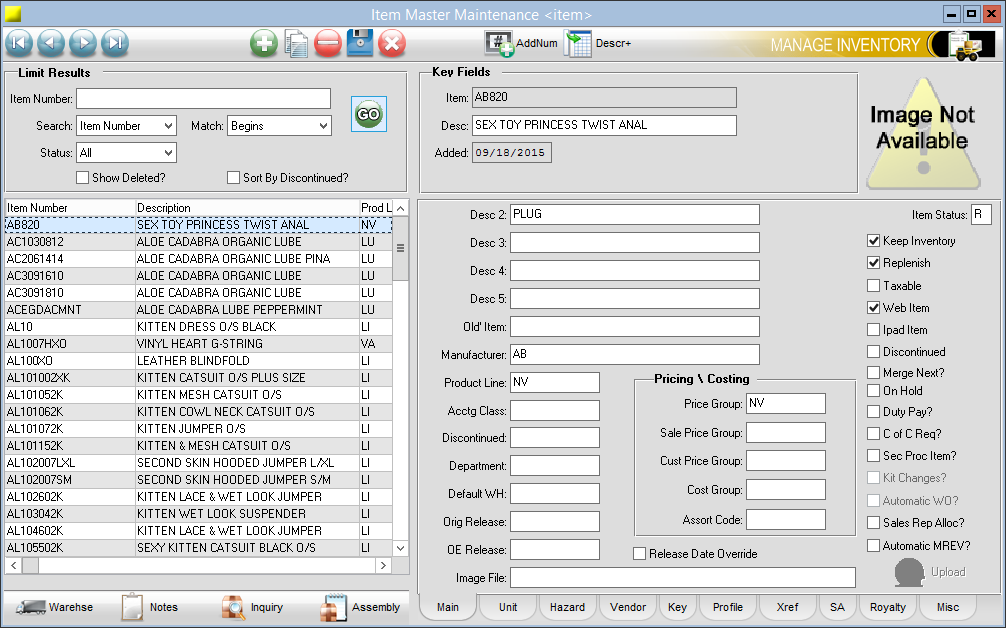 Item Master Maintenance <item>
AddNum Descr+ MANAGE INVENTORY
Limit Results
Item Number:
GO
Search: Item Number Match: Begins
Status: All
Show Deleted? Sort By Discontinued?
Key Fields
Item: AB820
Desc: SEX TOY PRINCESS TWIST ANAL
Added: 09/18/2015
Image Not
Available
Item Number Description Prod L
AB820 SEX TOY PRINCESS TWIST ANAL NV
AC1030812 ALOE CADABRA ORGANIC LUBE LU
AC2061414 ALOE CADABRA ORGANIC LUBE PINA LU
AC3091610 ALOE CADABRA ORGANIC LUBE LU
AC3091810 ALOE CADABRA ORGANIC LUBE LU
ACEGDACMNT ALOE CADABRA LUBE PEPPERMINT LU
AL10 KITTEN DRESS O/S BLACK LI
AL1007HXO VINYL HEART G-STRING VA
AL100XO LEATHER BLINDFOLD LI
AL101002XK KITTEN CATSUIT O/S PLUS SIZE LI
AL101052K KITTEN MESH CATSUIT O/S LI
AL101062K KITTEN COWL NECK CATSUIT O/S LI
AL101072K KITTEN JUMPER O/S LI
AL101152K KITTEN & MESH CATSUIT O/S LI
AL102007LXL SECOND SKIN HOODED JUMPER L/XL LI
AL102007SM SECOND SKIN HOODED JUMPER S/M LI
AL102602K KITTEN LACE & WET LOOK JUMPER LI
AL103042K KITTEN WET LOOK SUSPENDER LI
AL104602K KITTEN LACE & WET LOOK JUMPER LI
AL105502K SEXY KITTEN CATSUIT BLACK O/S LI
Desc 2: PLUG
Desc 3:
Desc 4:
Desc 5:
Old' Item:
Manufacturer: AB
Product Line: NV
Acctg Class:
Discontinued:
Department:
Default WH:
Orig Release:
OE Release:
Image File:
Pricing \ Costing
Price Group: NV
Sale Price Group:
Cust Price Group:
Cost Group:
Assort Code:
Release Date Override
Item Status: R
Keep Inventory
Replenish
Taxable
Web Item
Ipad Item
Discontinued
Merge Next?
On Hold
Duty Pay?
C of C Req?
Sec Proc Item?
Kit Changes?
Automatic WO?
Sales Rep Alloc?
Automatic MREV?
Upload
Warehse Notes Inquiry Assembly
Main Unit Hazard Vendor Key Profile Xref SA Royalty Misc